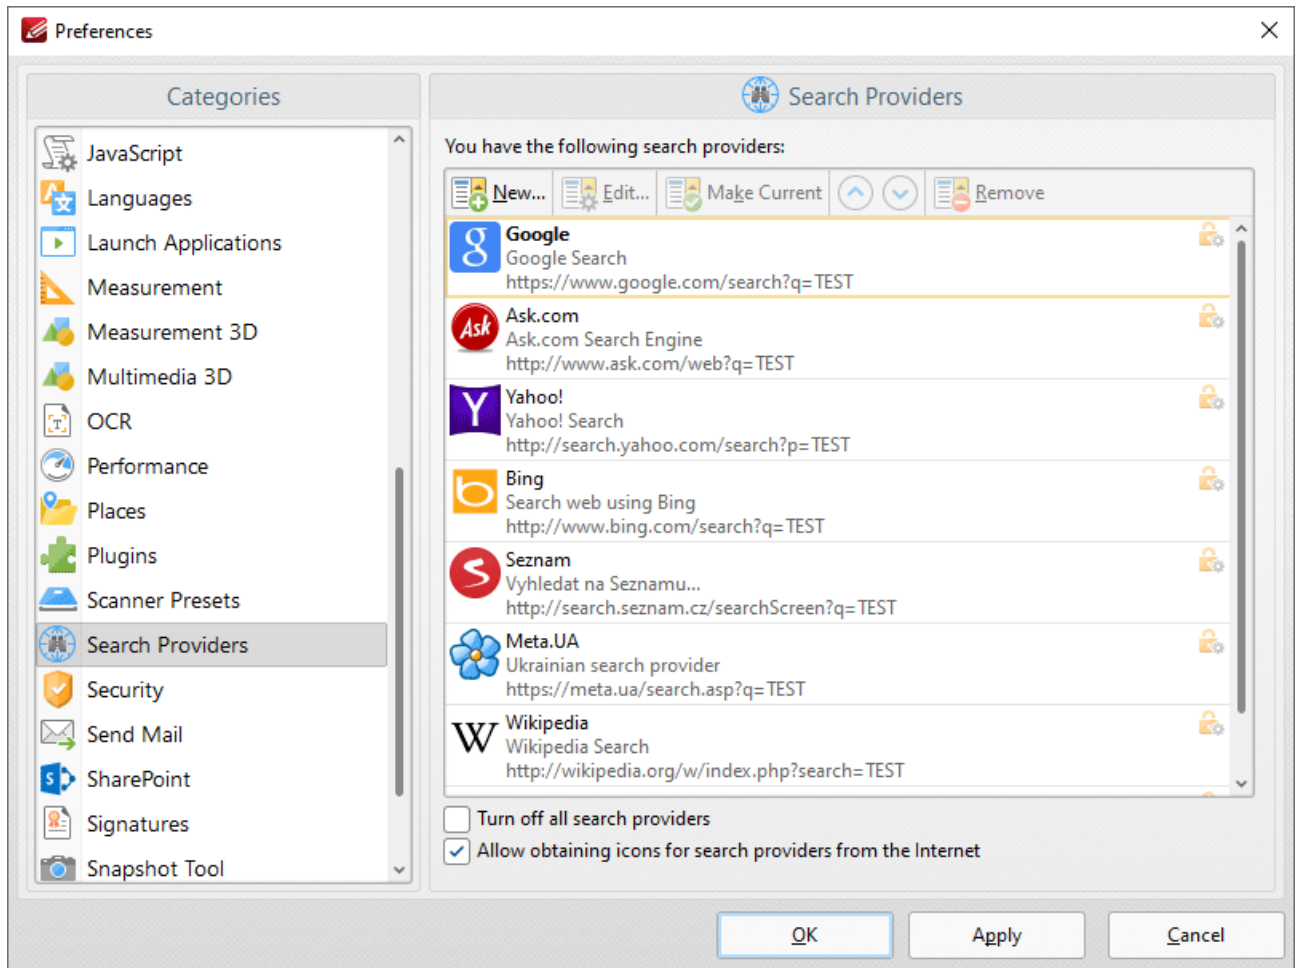 Preferences
Categories
JavaScript
Languages
Launch Applications
Measurement
Measurement 3D
Multimedia 3D
OCR
Performance
Places
Plugins
Scanner Presets
Search Providers
Security
Send Mail
SharePoint
Signatures
Snapshot Tool
Search Providers
You have the following search providers:
New... Edit... Make Current Remove
Google
Google Search
https://www.google.com/search?q=TEST
Ask
Ask.com
Ask.com Search Engine
http://www.ask.com/web?q=TEST
Yahoo!
Yahoo! Search
http://search.yahoo.com/search?p=TEST
Bing
Search web using Bing
http://www.bing.com/search?q=TEST
Seznam
Vyhledat na Seznamu...
http://search.seznam.cz/searchScreen?q=TEST
Meta.UA
Ukrainian search provider
https://meta.ua/search.asp?q=TEST
W
Wikipedia
Wikipedia Search
http://wikipedia.org/w/index.php?search=TEST
Turn off all search providers
Allow obtaining icons for search providers from the Internet
OK Apply Cancel